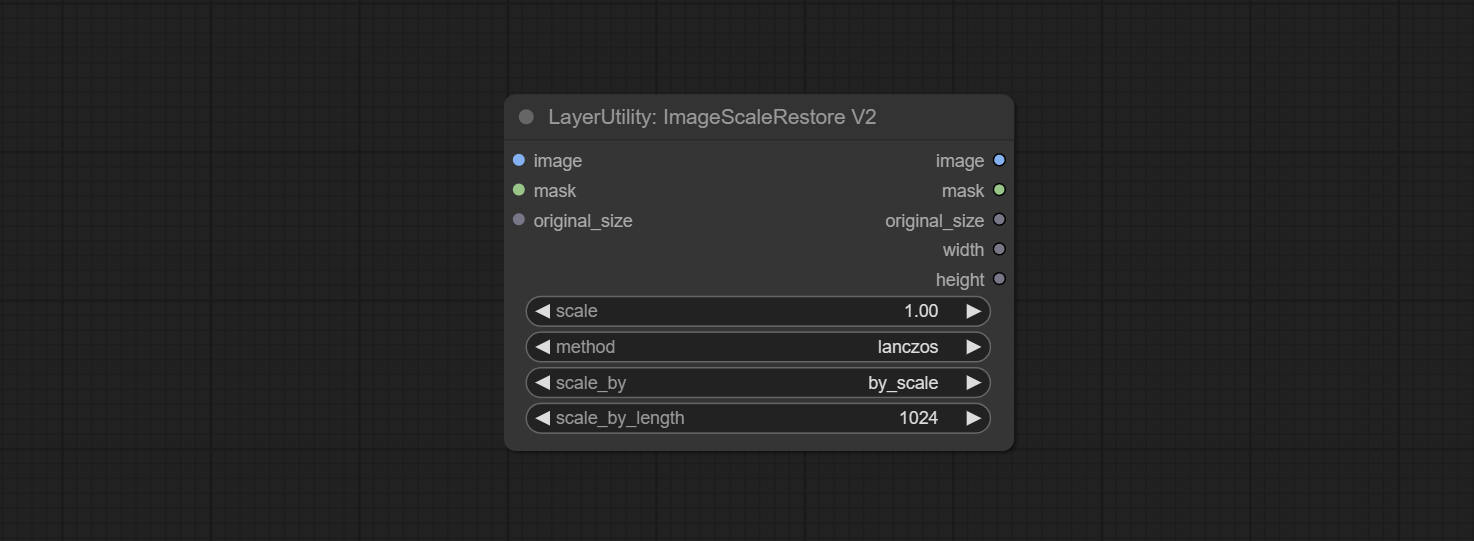 LayerUtility: ImageScaleRestore V2
image image
mask mask
original_size original_size
width
height
scale 1.00
method lanczos
scale_by by_scale
scale_by_length 1024